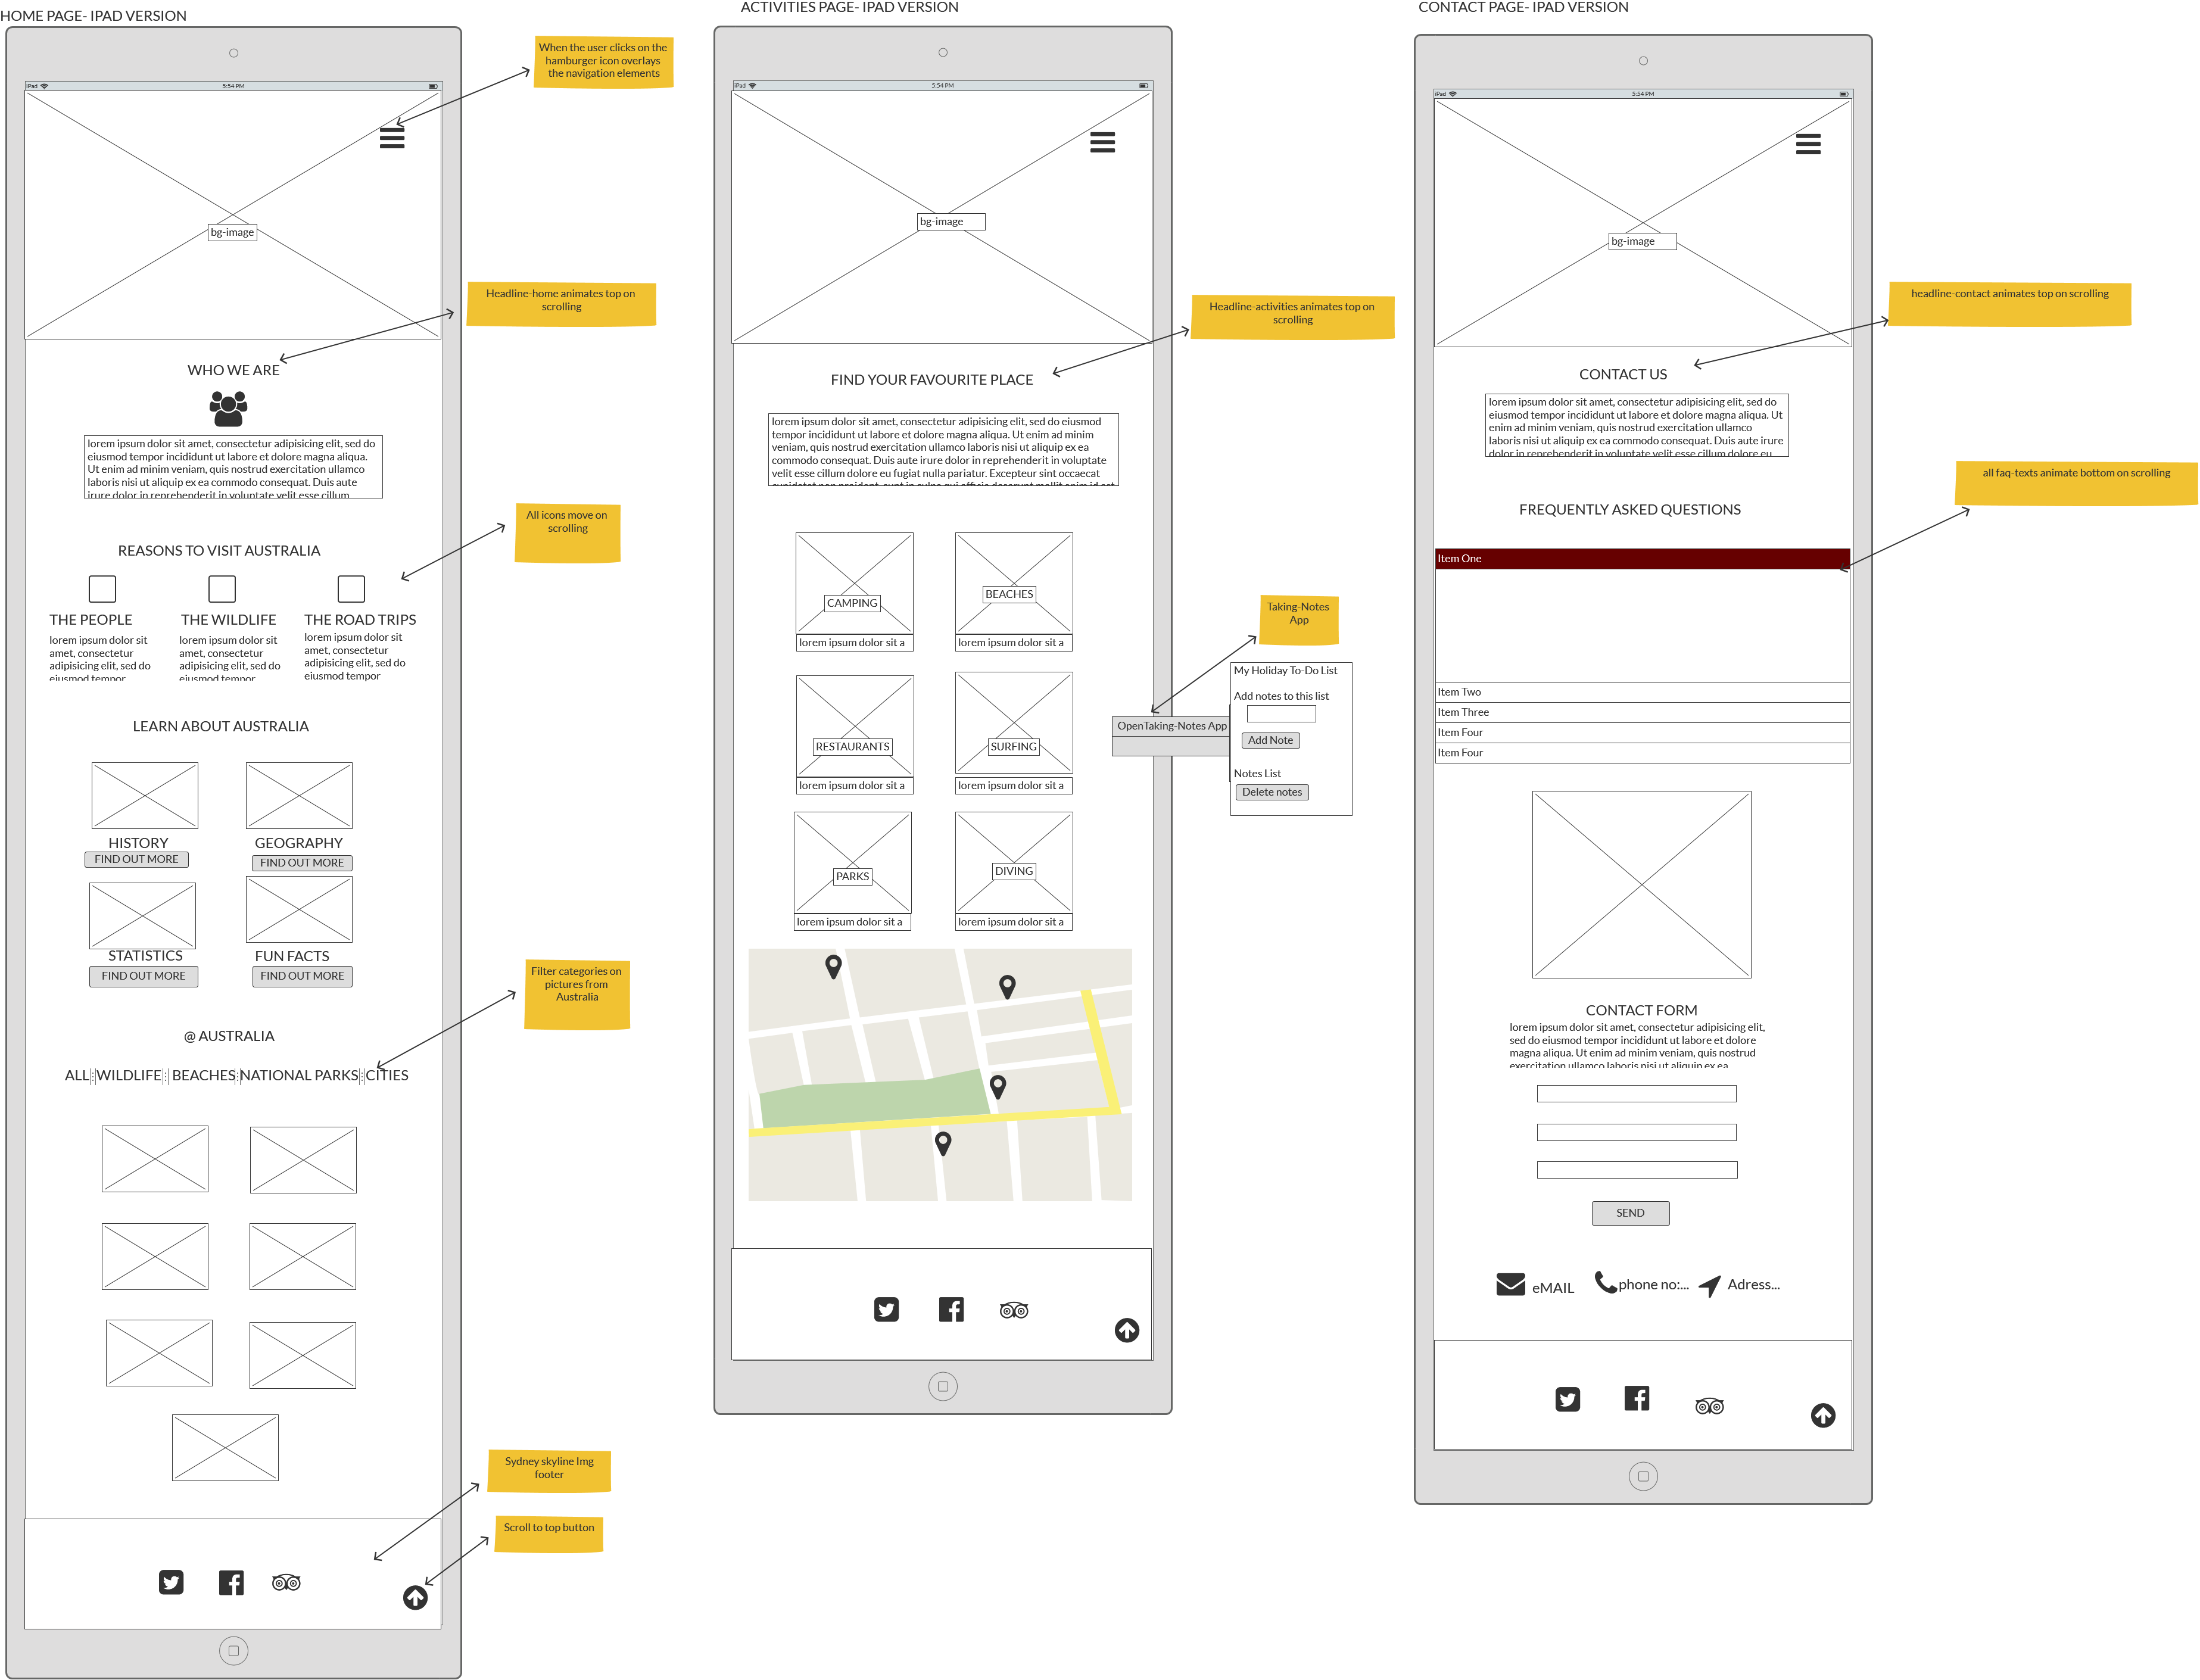 HOME PAGE- IPAD VERSION
When the user clicks on the
hamburger icon overlays
the navigation elements
iPad
5:54 PM
bg-image
Headline-home animates top on
scrolling
WHO WE ARE
lorem ipsum dolor sit amet, consectetur adipisicing elit, sed do
eiusmod tempor incididunt ut labore et dolore magna aliqua.
Ut enim ad minim veniam, quis nostrud exercitation ullamco
laboris nisi ut aliquip ex ea commodo consequat. Duis aute
irure dolor in reprehenderit in voluptate velit esse cillum
All icons move on
scrolling
REASONS TO VISIT AUSTRALIA
THE PEOPLE
lorem ipsum dolor sit
amet, consectetur
adipisicing elit, sed do
eiusmod tempor
THE WILDLIFE
lorem ipsum dolor sit
amet, consectetur
adipisicing elit, sed do
eiusmod tempor
THE ROAD TRIPS
lorem ipsum dolor sit
amet, consectetur
adipisicing elit, sed do
eiusmod tempor
LEARN ABOUT AUSTRALIA
HISTORY
FIND OUT MORE
GEOGRAPHY
FIND OUT MORE
STATISTICS
FIND OUT MORE
FUN FACTS
FIND OUT MORE
Filter categories on
pictures from
Australia
@ AUSTRALIA
ALL WILDLIFE BEACHES NATIONAL PARKS CITIES
Sydney skyline Img
footer
Scroll to top button
ACTIVITIES PAGE- IPAD VERSION
iPad
5:54 PM
bg-image
Headline-activities animates top on
scrolling
FIND YOUR FAVOURITE PLACE
lorem ipsum dolor sit amet, consectetur adipisicing elit, sed do eiusmod
tempor incididunt ut labore et dolore magna aliqua. Ut enim ad minim
veniam, quis nostrud exercitation ullamco laboris nisi ut aliquip ex ea
commodo consequat. Duis aute irure dolor in reprehenderit in voluptate
velit esse cillum dolore eu fugiat nulla pariatur. Excepteur sint occaecat
cupidatat non proident, sunt in culpa qui officia deserunt mollit anim id est
CAMPING
lorem ipsum dolor sit a
BEACHES
lorem ipsum dolor sit a
RESTAURANTS
lorem ipsum dolor sit a
SURFING
lorem ipsum dolor sit a
PARKS
lorem ipsum dolor sit a
DIVING
lorem ipsum dolor sit a
Taking-Notes
App
OpenTaking-Notes App
My Holiday To-Do List
Add notes to this list
Add Note
Notes List
Delete notes
CONTACT PAGE- IPAD VERSION
iPad
5:54 PM
bg-image
headline-contact animates top on scrolling
CONTACT US
lorem ipsum dolor sit amet, consectetur adipisicing elit, sed do
eiusmod tempor incididunt ut labore et dolore magna aliqua. Ut
enim ad minim veniam, quis nostrud exercitation ullamco
laboris nisi ut aliquip ex ea commodo consequat. Duis aute irure
dolor in reprehenderit in voluptate velit esse cillum dolore eu
all faq-texts animate bottom on scrolling
FREQUENTLY ASKED QUESTIONS
Item One
Item Two
Item Three
Item Four
Item Four
CONTACT FORM
lorem ipsum dolor sit amet, consectetur adipisicing elit,
sed do eiusmod tempor incididunt ut labore et dolore
magna aliqua. Ut enim ad minim veniam, quis nostrud
exercitation ullamco laboris nisi ut aliquip ex ea
SEND
eMAIL
phone no:...
Adress...